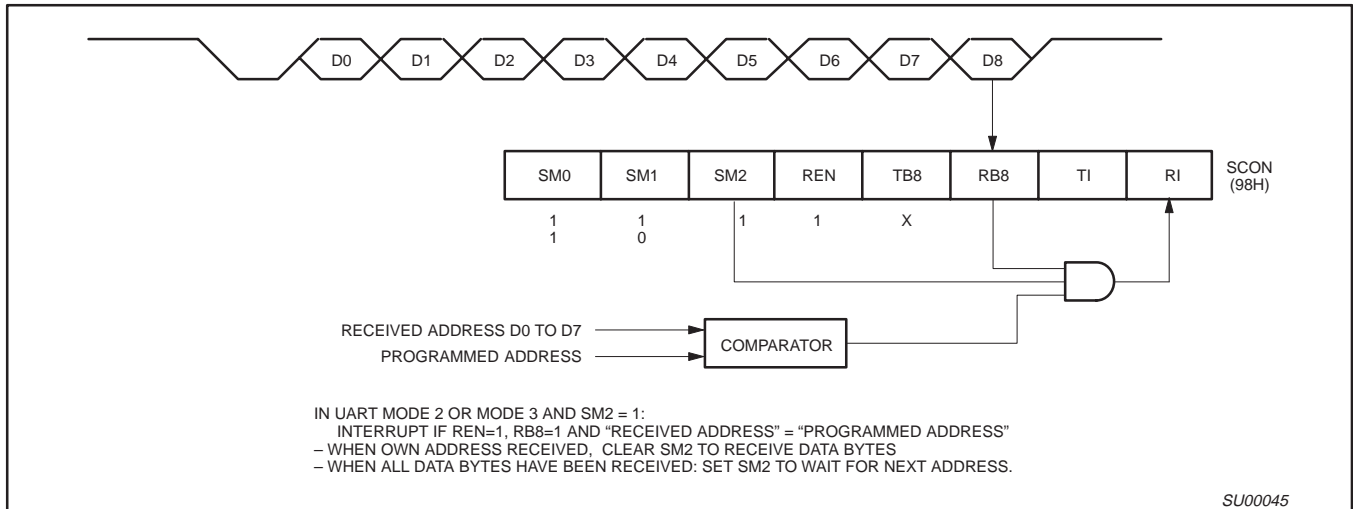 D0 D1 D2 D3 D4 D5 D6 D7 D8
SM0 SM1 SM2 REN TB8 RB8 TI RI
SCON
(98H)
1 1 1 1 X
1 0
RECEIVED ADDRESS D0 TO D7
PROGRAMMED ADDRESS
COMPARATOR
IN UART MODE 2 OR MODE 3 AND SM2 = 1:
INTERRUPT IF REN=1, RB8=1 AND “RECEIVED ADDRESS” = “PROGRAMMED ADDRESS”
– WHEN OWN ADDRESS RECEIVED, CLEAR SM2 TO RECEIVE DATA BYTES
– WHEN ALL DATA BYTES HAVE BEEN RECEIVED: SET SM2 TO WAIT FOR NEXT ADDRESS.
SU00045